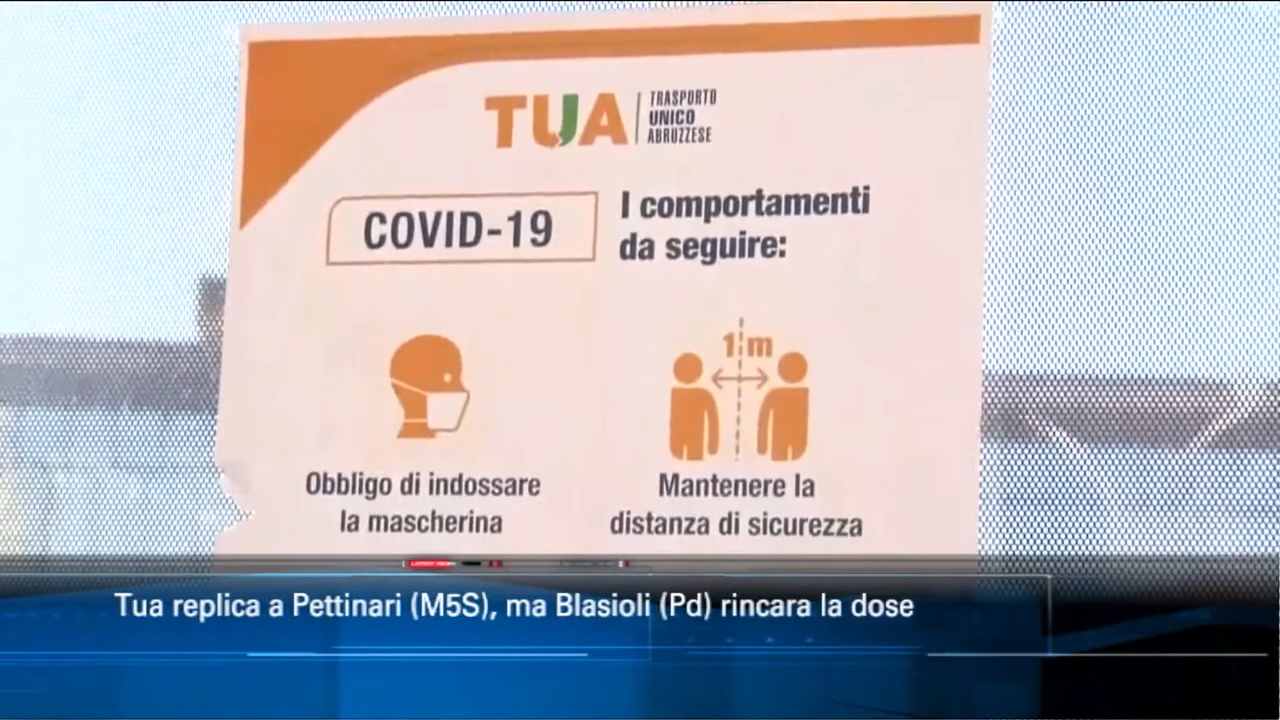 TUA
TRASPORTO
UNICO
ABRUZZESE
COVID-19
I comportamenti
da seguire:
1 m
Obbligo di indossare
la mascherina
Mantenere la
distanza di sicurezza
Tua replica a Pettinari (M5S), ma Blasioli (Pd) rincara la dose